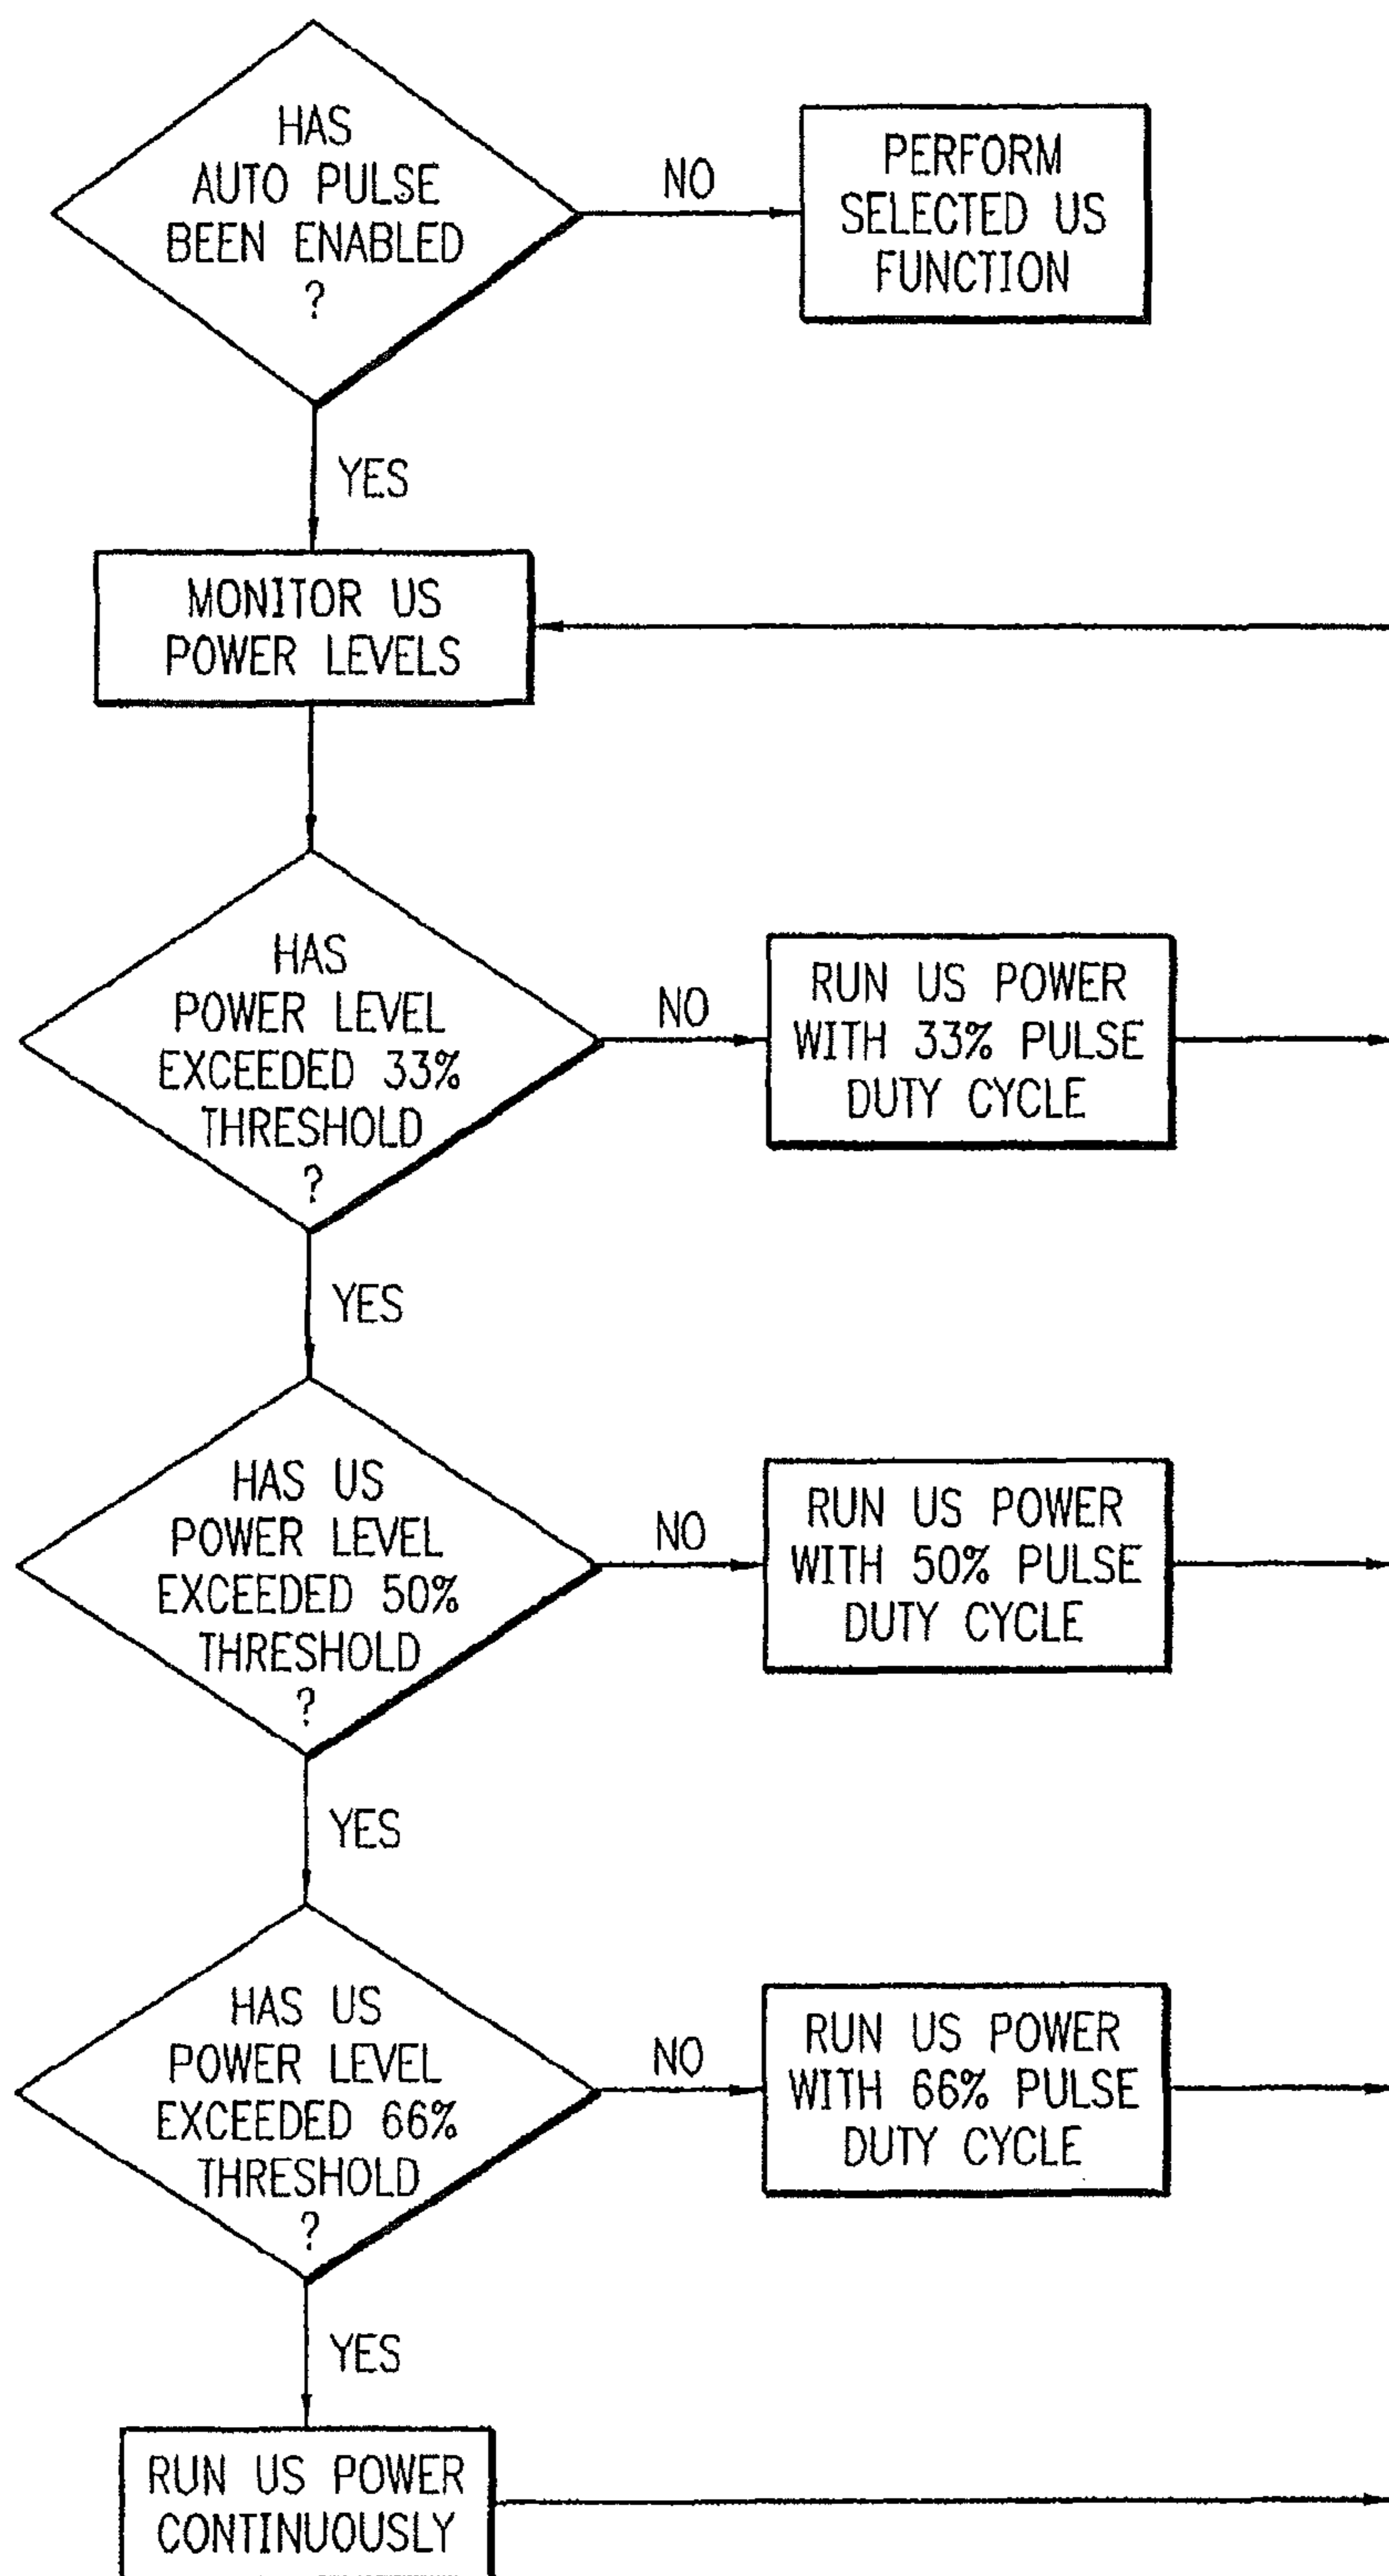 HAS
AUTO PULSE
BEEN ENABLED
?
NO
PERFORM
SELECTED US
FUNCTION
YES
MONITOR US
POWER LEVELS
HAS
POWER LEVEL
EXCEEDED 33%
THRESHOLD
?
NO
RUN US POWER
WITH 33% PULSE
DUTY CYCLE
YES
HAS US
POWER LEVEL
EXCEEDED 50%
THRESHOLD
?
NO
RUN US POWER
WITH 50% PULSE
DUTY CYCLE
YES
HAS US
POWER LEVEL
EXCEEDED 66%
THRESHOLD
?
NO
RUN US POWER
WITH 66% PULSE
DUTY CYCLE
YES
RUN US POWER
CONTINUOUSLY